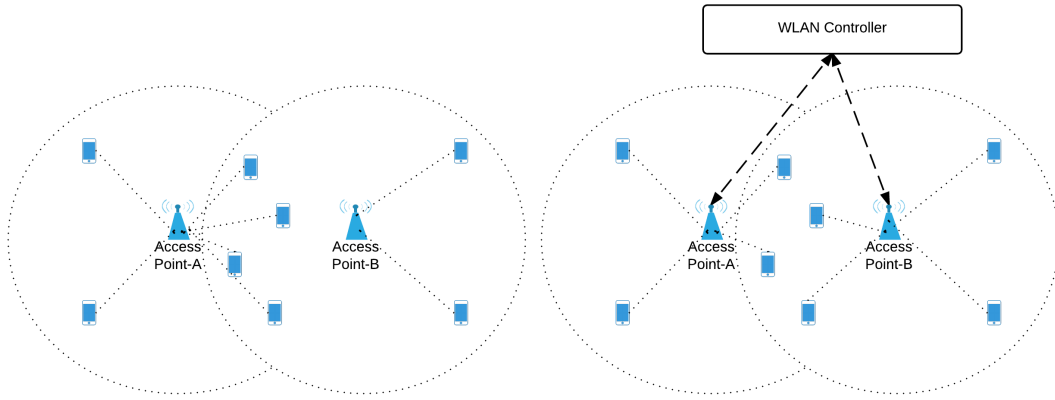 WLAN Controller
Access
Point-A
Access
Point-B
Access
Point-A
Access
Point-B